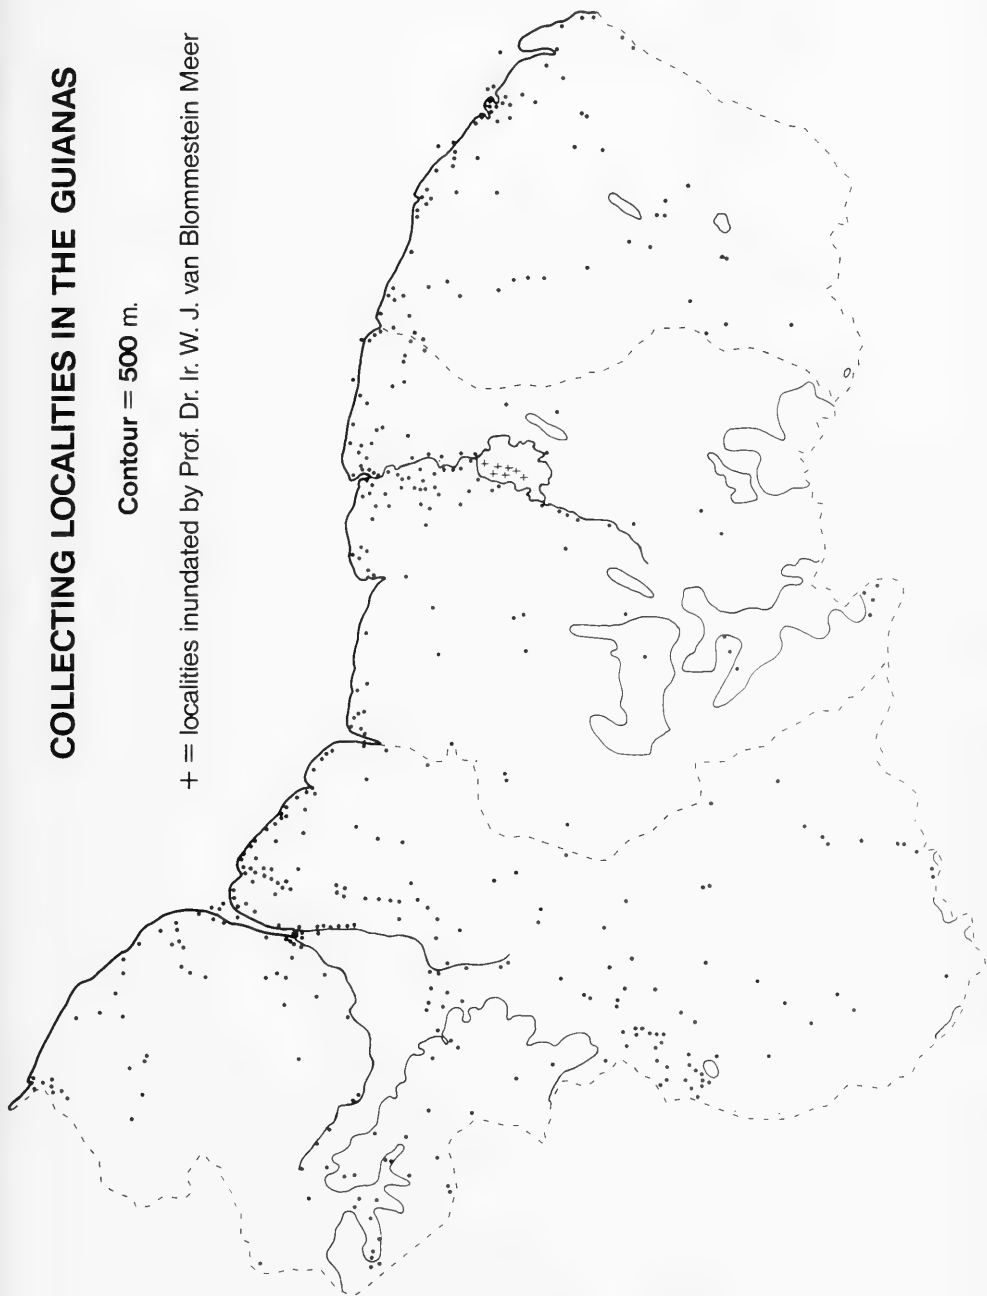 COLLECTING LOCALITIES IN THE GUIANAS
Contour = 500 m.
+ = localities inundated by Prof. Dr. Ir. W. J. van Blommestein Meer